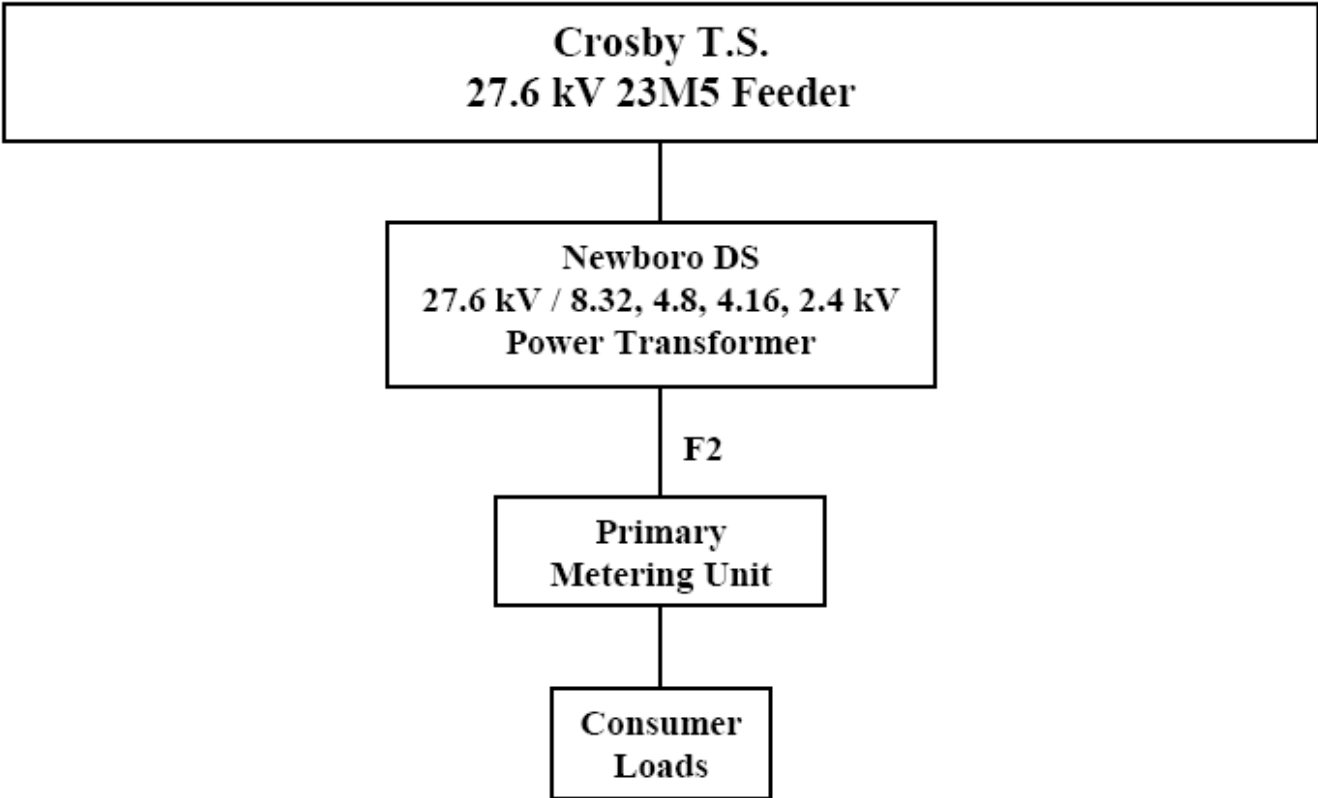 Crosby T.S.
27.6 kV 23M5 Feeder
Newboro DS
27.6 kV / 8.32, 4.8, 4.16, 2.4 kV
Power Transformer
F2
Primary
Metering Unit
Consumer
Loads